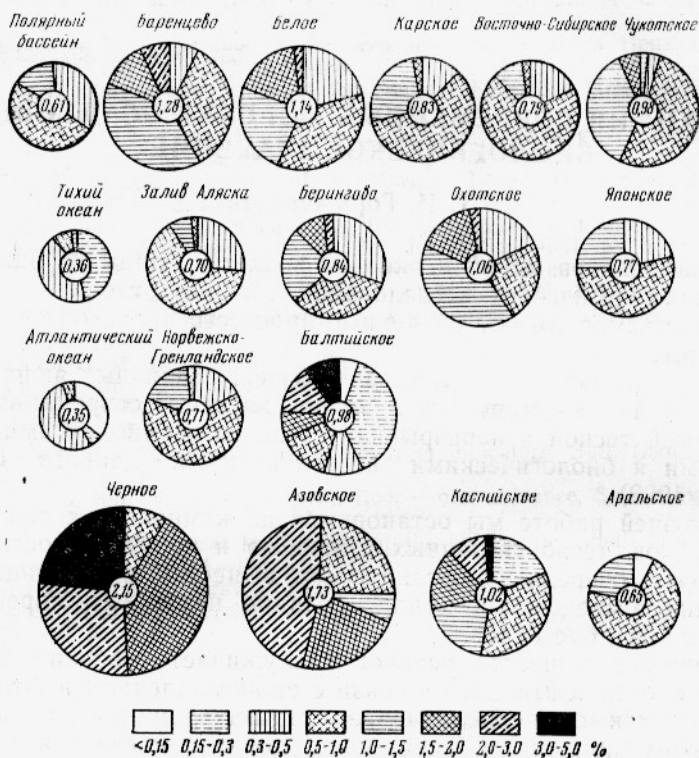 Полярный бассейн Баренцево Белое Карское Восточно-Сибирское Чукотское
0,61 1,28 1,14 0,83 0,79 0,98
Тихий океан Залив Аляска Берингово Охотское Японское
0,36 0,70 0,84 1,06 0,77
Атлантический океан Норвежско-Гренландское Балтийское
0,35 0,71 0,98
Черное Азовское Каспийское Аральское
2,15 1,73 1,02 0,65
<0,15 0,15-0,3 0,3-0,5 0,5-1,0 1,0-1,5 1,5-2,0 2,0-3,0 3,0-5,0 %